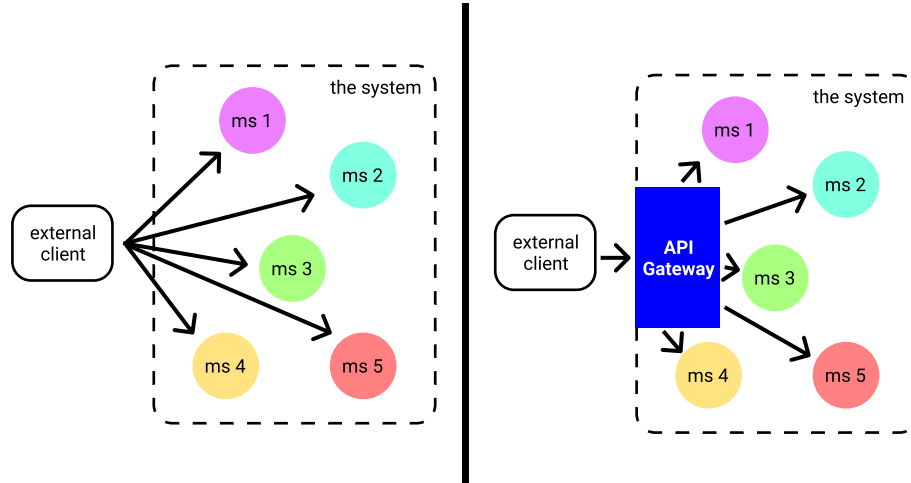 the system
ms 1
ms 2
external
client
ms 3
ms 4
ms 5
the system
ms 1
ms 2
external
client
API
Gateway
ms 3
ms 4
ms 5